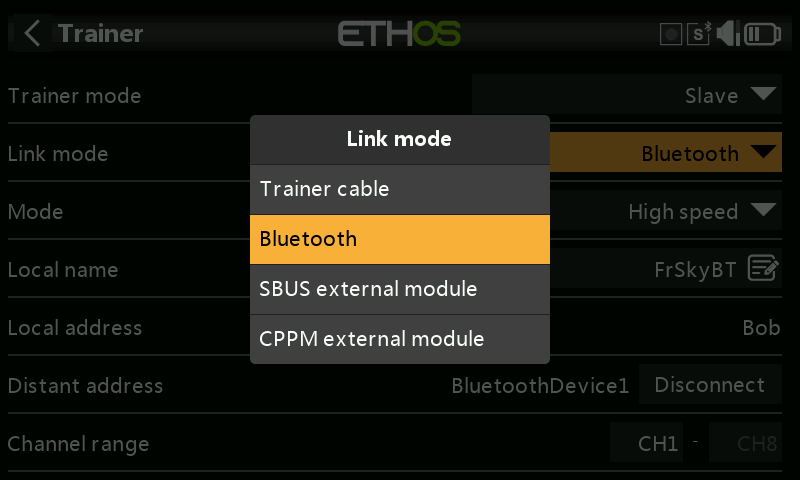 Trainer
ETHOS
S
Trainer mode
Slave
Link mode
Bluetooth
Mode
High speed
Local name
FrSkyBT
Local address
Bob
Distant address
BluetoothDevice1
Disconnect
Channel range
CH1 - CH8
Link mode
Trainer cable
Bluetooth
SBUS external module
CPPM external module